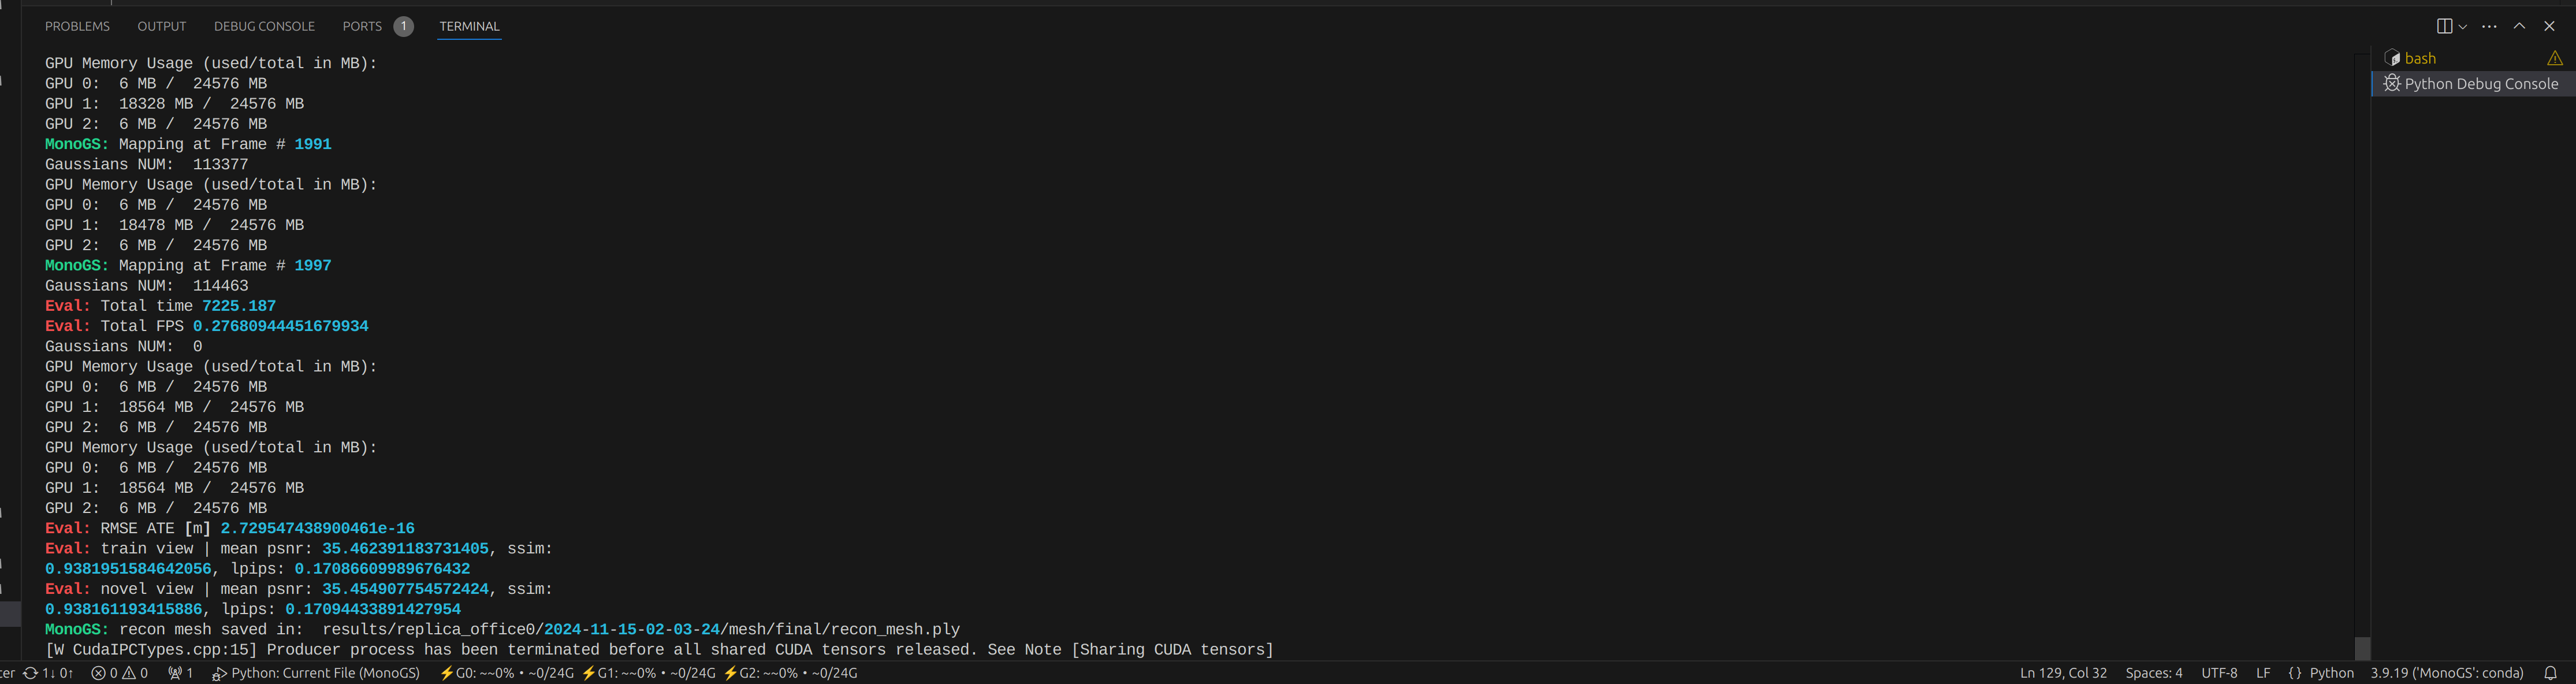 PROBLEMS OUTPUT DEBUG CONSOLE PORTS 1 TERMINAL
GPU Memory Usage (used/total in MB):
GPU 0:  6 MB /  24576 MB
GPU 1:  18328 MB /  24576 MB
GPU 2:  6 MB /  24576 MB
MonoGS: Mapping at Frame # 1991
Gaussians NUM:  113377
GPU Memory Usage (used/total in MB):
GPU 0:  6 MB /  24576 MB
GPU 1:  18478 MB /  24576 MB
GPU 2:  6 MB /  24576 MB
MonoGS: Mapping at Frame # 1997
Gaussians NUM:  114463
Eval: Total time 7225.187
Eval: Total FPS 0.27680944451679934
Gaussians NUM:  0
GPU Memory Usage (used/total in MB):
GPU 0:  6 MB /  24576 MB
GPU 1:  18564 MB /  24576 MB
GPU 2:  6 MB /  24576 MB
GPU Memory Usage (used/total in MB):
GPU 0:  6 MB /  24576 MB
GPU 1:  18564 MB /  24576 MB
GPU 2:  6 MB /  24576 MB
Eval: RMSE ATE [m] 2.729547438900461e-16
Eval: train view | mean psnr: 35.462391183731405, ssim:
0.9381951584642056, lpips: 0.17086609989676432
Eval: novel view | mean psnr: 35.454907754572424, ssim:
0.938161193415886, lpips: 0.17094433891427954
MonoGS: recon mesh saved in:  results/replica_office0/2024-11-15-02-03-24/mesh/final/recon_mesh.ply
[W CudaIPCTypes.cpp:15] Producer process has been terminated before all shared CUDA tensors released. See Note [Sharing CUDA tensors]
bash
Python Debug Console
ter 1↓ 0↑ 0 0 1 Python: Current File (MonoGS) ⚡G0: ~~0% • ~0/24G ⚡G1: ~~0% • ~0/24G ⚡G2: ~~0% • ~0/24G Ln 129, Col 32 Spaces: 4 UTF-8 LF {} Python 3.9.19 ('MonoGS': conda)